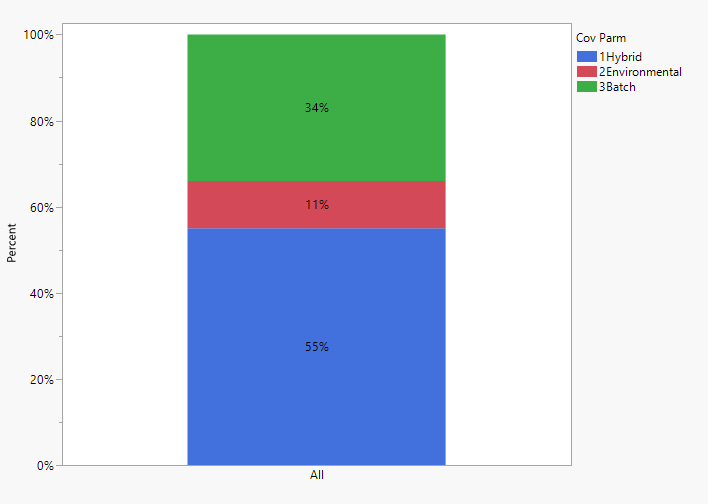 Cov Parm
1Hybrid
2Environmental
3Batch
Percent
100%
80%
60%
40%
20%
0%
34%
11%
55%
All